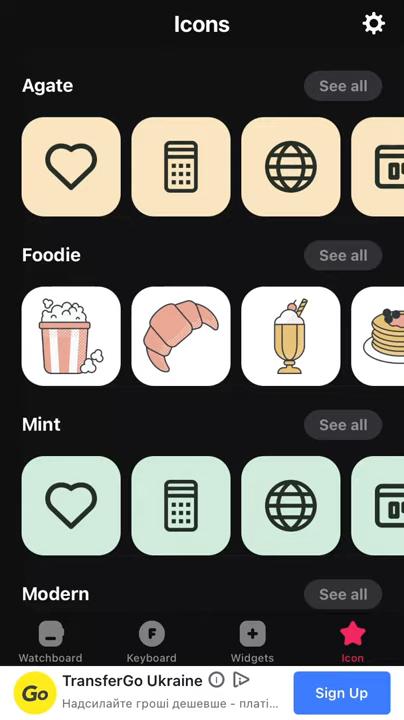 Icons
Agate
See all
Foodie
See all
Mint
See all
Modern
See all
F
Watchboard
Keyboard
Widgets
Icon
Go
TransferGo Ukraine
Надсилайте гроші дешевше - платі...
Sign Up